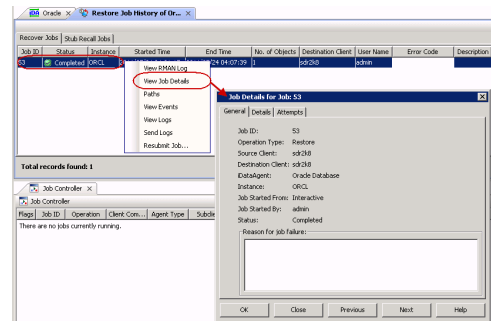 iDA Oracle × Restore Job History of Or... ×
Recover Jobs Stub Recall Jobs
Job ID Status Instance Started Time End Time No. of Objects Destination Client User Name Error Code Description
53 Completed ORCL /24 04:07:39 1 sdr2k8 admin
View RMAN Log
View Job Details
Paths
View Events
View Logs
Send Logs
Resubmit Job...
Total records found: 1
Job Controller ×
Job Controller
Flags Job ID Operation Client Com... Agent Type Subclie
There are no jobs currently running.
Job Details for Job: 53
General Details Attempts
Job ID: 53
Operation Type: Restore
Source Client: sdr2k8
Destination Client: sdr2k8
iDataAgent: Oracle Database
Instance: ORCL
Job Started From: Interactive
Job Started By: admin
Status: Completed
Reason for job failure:
OK Close Previous Next Help